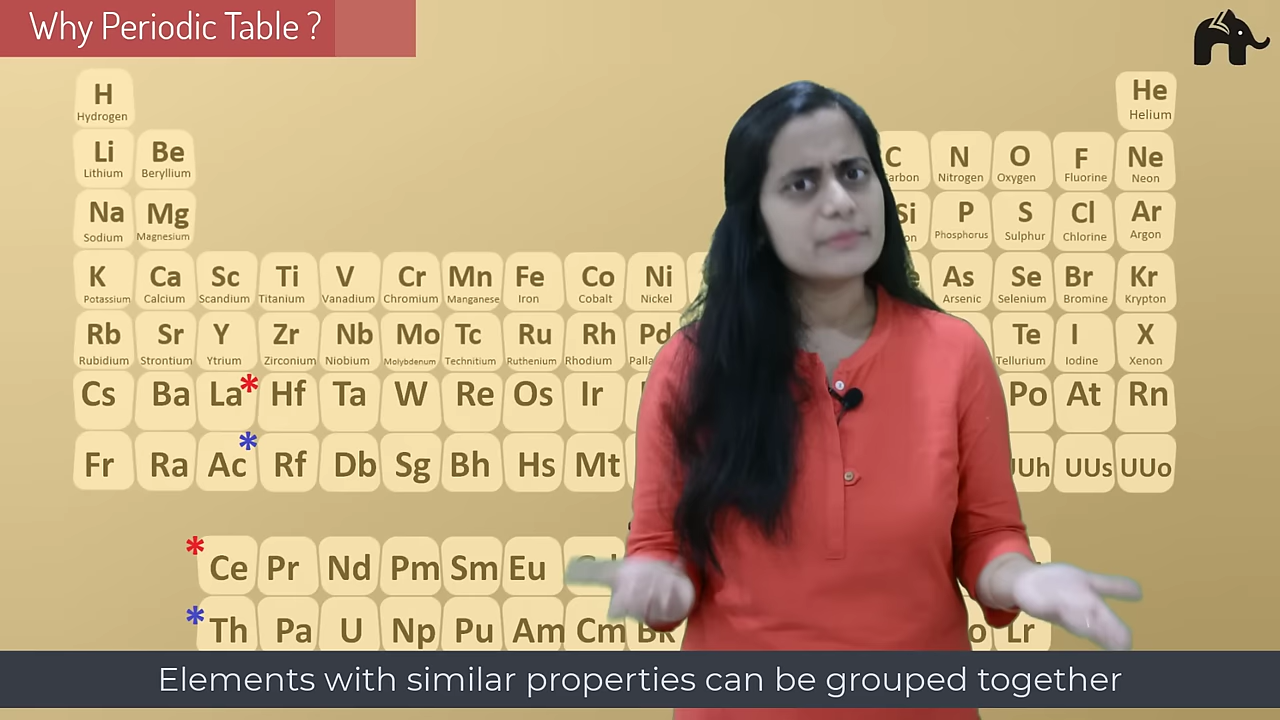 Why Periodic Table ?
H He
Hydrogen Helium
Li Be C N O F Ne
Lithium Beryllium Nitrogen Oxygen Fluorine Neon
Na Mg Si P S Cl Ar
Sodium Magnesium Phosphorus Sulphur Chlorine Argon
K Ca Sc Ti V Cr Mn Fe Co Ni As Se Br Kr
Potassium Calcium Scandium Titanium Vanadium Chromium Manganese Iron Cobalt Nickel Arsenic Selenium Bromine Krypton
Rb Sr Y Zr Nb Mo Tc Ru Rh Pd Te I X
Rubidium Strontium Ytrium Zirconium Niobium Molybdenum Technitium Ruthenium Rhodium Tellurium Iodine Xenon
Cs Ba La* Hf Ta W Re Os Ir Po At Rn
Fr Ra Ac* Rf Db Sg Bh Hs Mt UUs UUo
* Ce Pr Nd Pm Sm Eu
* Th Pa U Np Pu Am Cm Bk Lr
Elements with similar properties can be grouped together